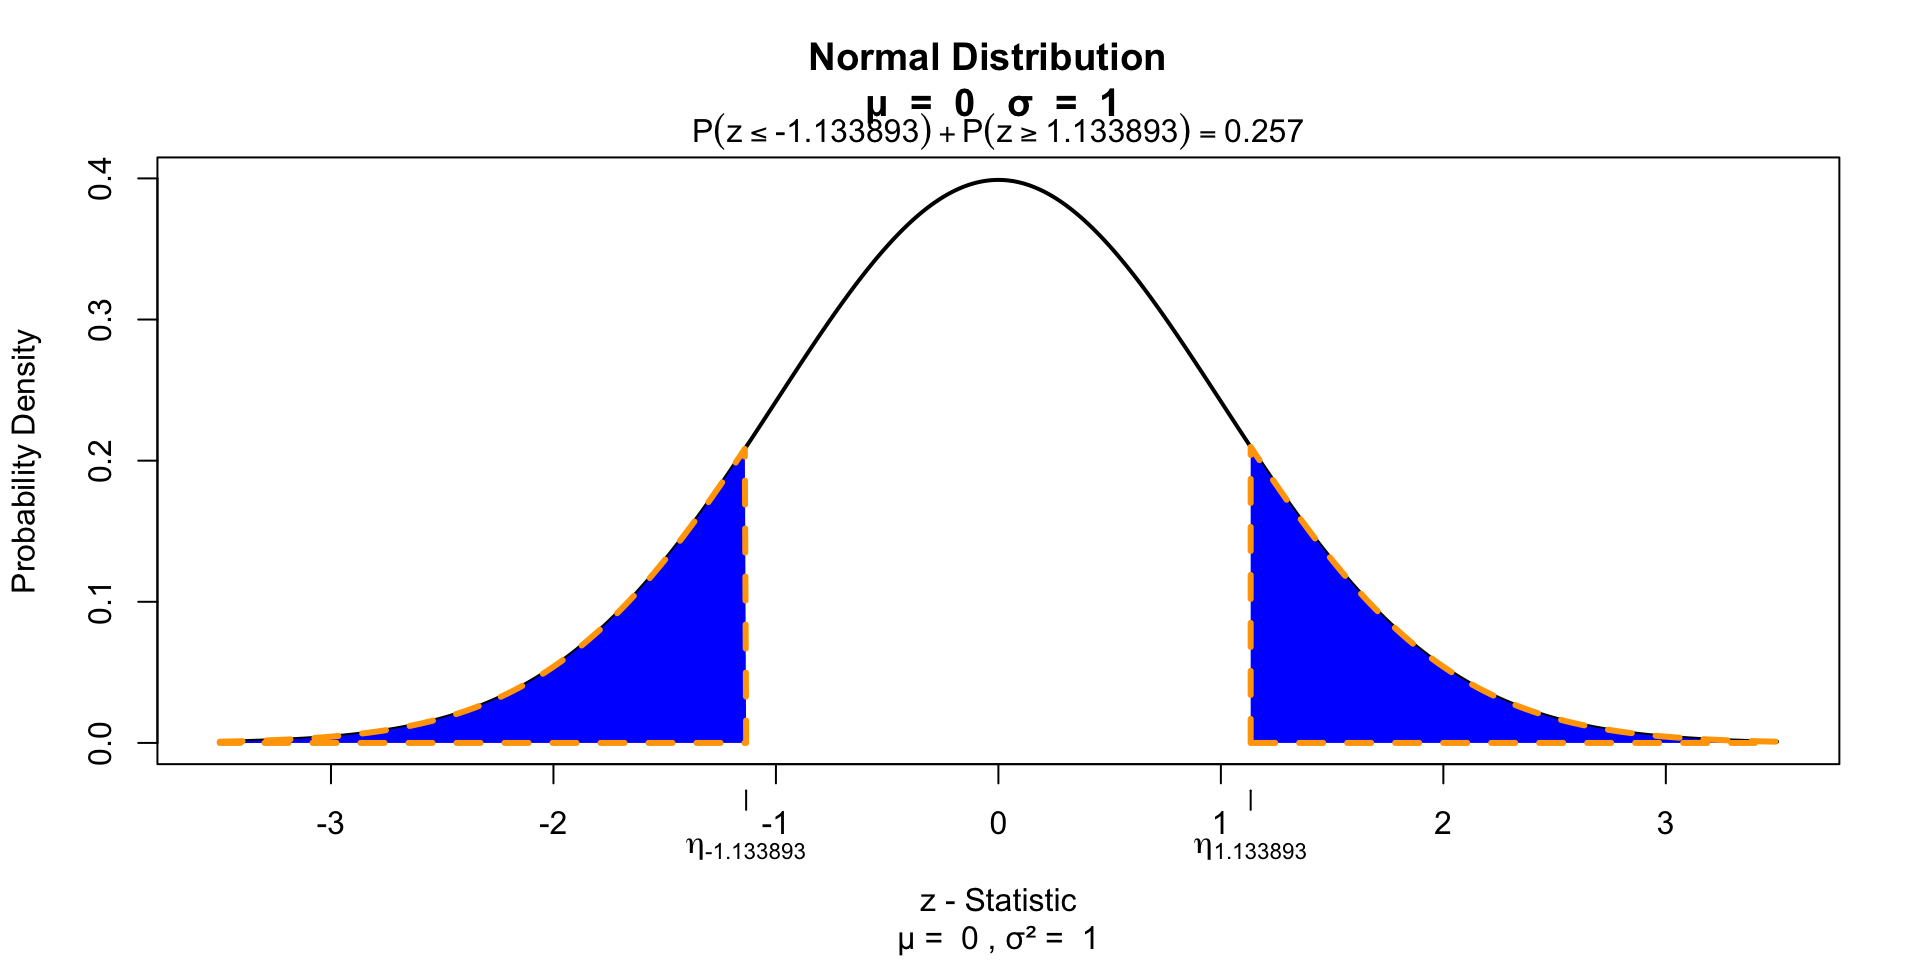 Normal Distribution
μ = 0 σ = 1
P(z ≤ -1.133893) + P(z ≥ 1.133893) = 0.257
Probability Density
0.4
0.3
0.2
0.1
0.0
-3 -2 -1 0 1 2 3
η-1.133893 η1.133893
z - Statistic
μ = 0 , σ² = 1